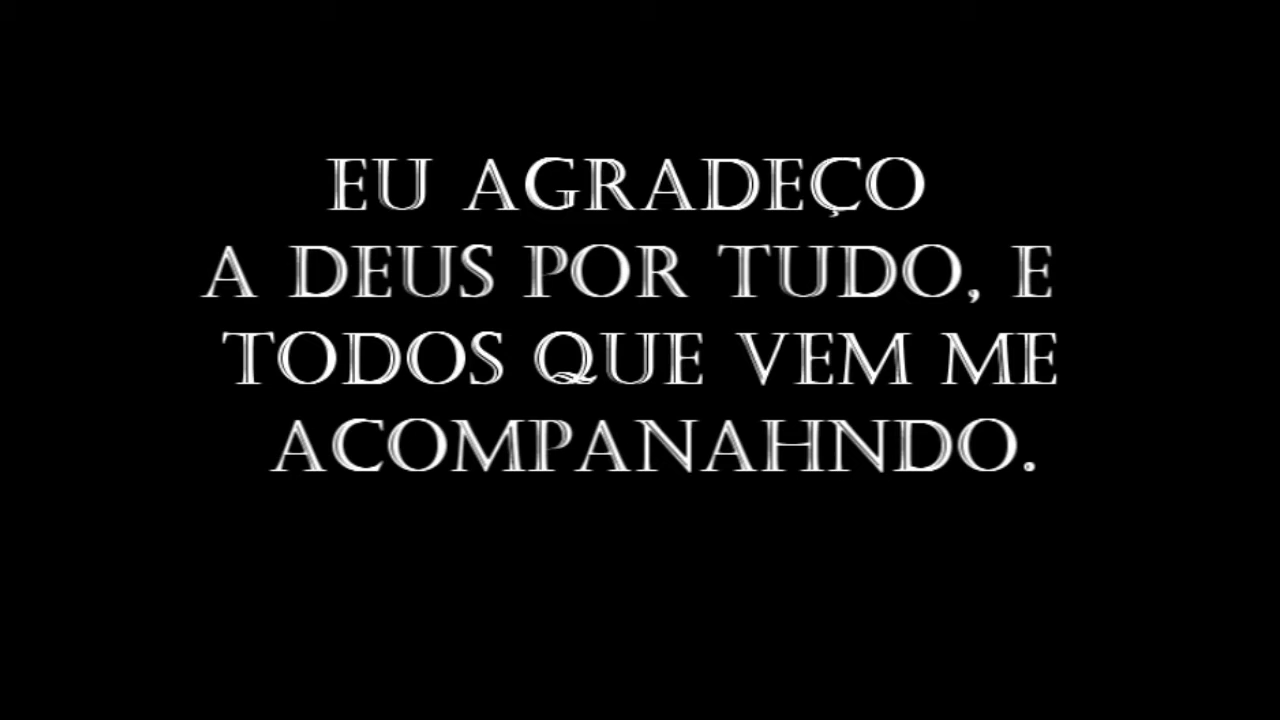 EU AGRADEÇO
A DEUS POR TUDO, E
TODOS QUE VEM ME
ACOMPANAHNDO.